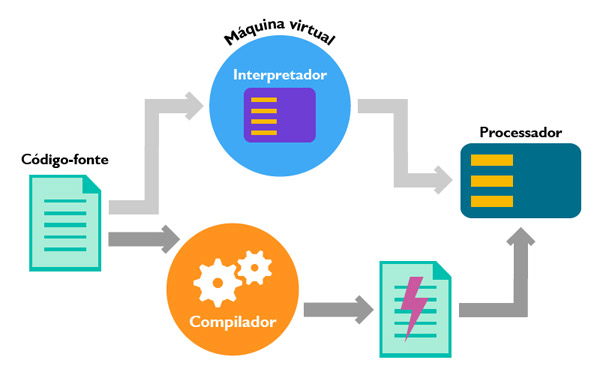 Máquina virtual
Interpretador
Processador
Código-fonte
Compilador